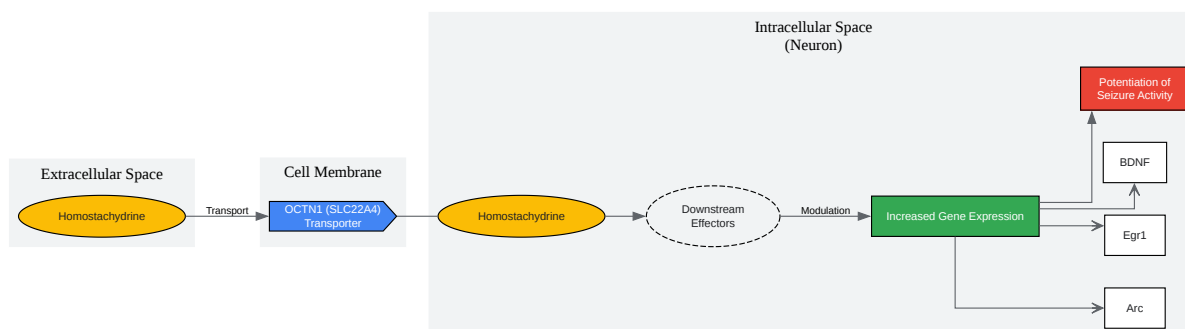 Intracellular Space
(Neuron)
Potentiation of
Seizure Activity
BDNF
Extracellular Space
Cell Membrane
Homostachydrine
Transport
OCTN1 (SLC22A4)
Transporter
Homostachydrine
Downstream
Effectors
Modulation
Increased Gene Expression
Egr1
Arc